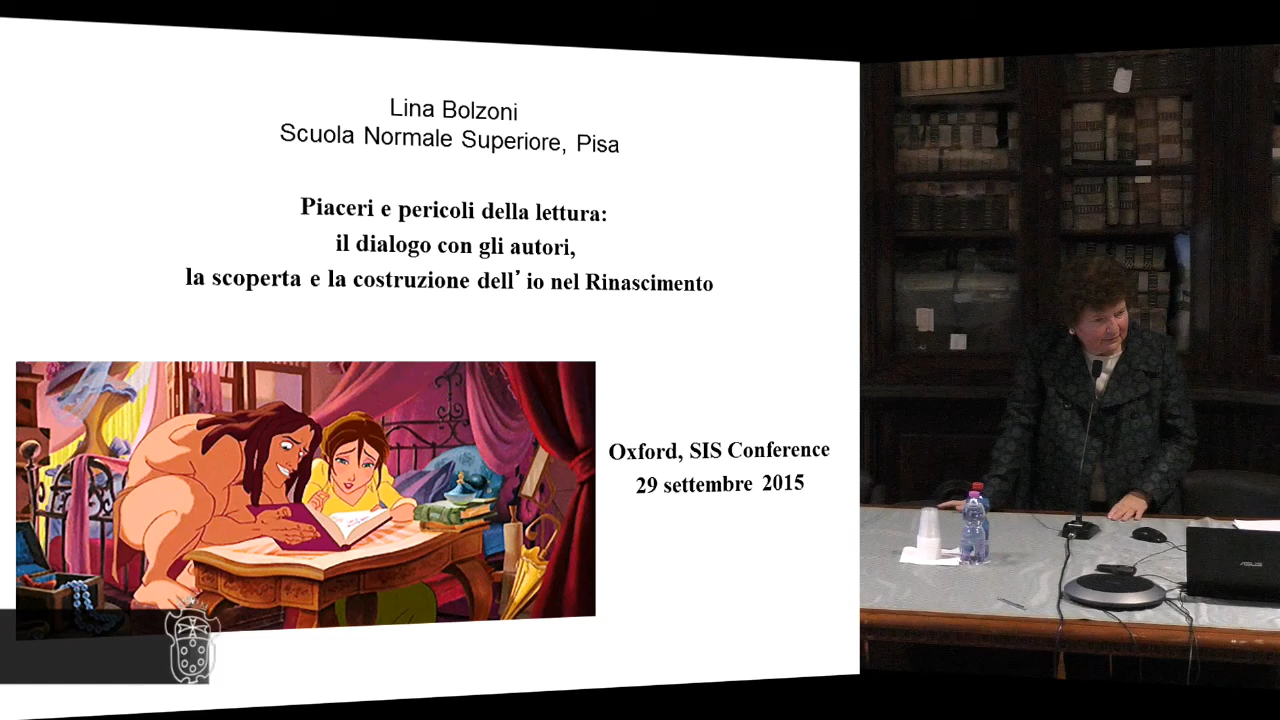 Lina Bolzoni
Scuola Normale Superiore, Pisa
Piaceri e pericoli della lettura:
il dialogo con gli autori,
la scoperta e la costruzione dell’ io nel Rinascimento
Oxford, SIS Conference
29 settembre 2015
ASUS